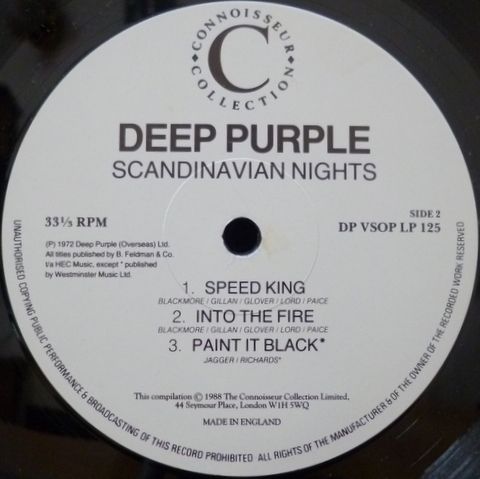 CONNOISSEUR
C
COLLECTION
DEEP PURPLE
SCANDINAVIAN NIGHTS
33⅓ RPM
SIDE 2
DP VSOP LP 125
(P) 1972 Deep Purple (Overseas) Ltd.
All titles published by B. Feldman & Co.
t/a HEC Music, except * published
by Westminster Music Ltd.
1. SPEED KING
BLACKMORE / GILLAN / GLOVER / LORD / PAICE
2. INTO THE FIRE
BLACKMORE / GILLAN / GLOVER / LORD / PAICE
3. PAINT IT BLACK*
JAGGER / RICHARDS*
This compilation © 1988 The Connoisseur Collection Limited,
44 Seymour Place, London W1H 5WQ
MADE IN ENGLAND
UNAUTHORISED COPYING PUBLIC PERFORMANCE & BROADCASTING OF THIS RECORD PROHIBITED ALL RIGHTS OF THE MANUFACTURER & OF THE OWNER OF THE RECORDED WORK RESERVED